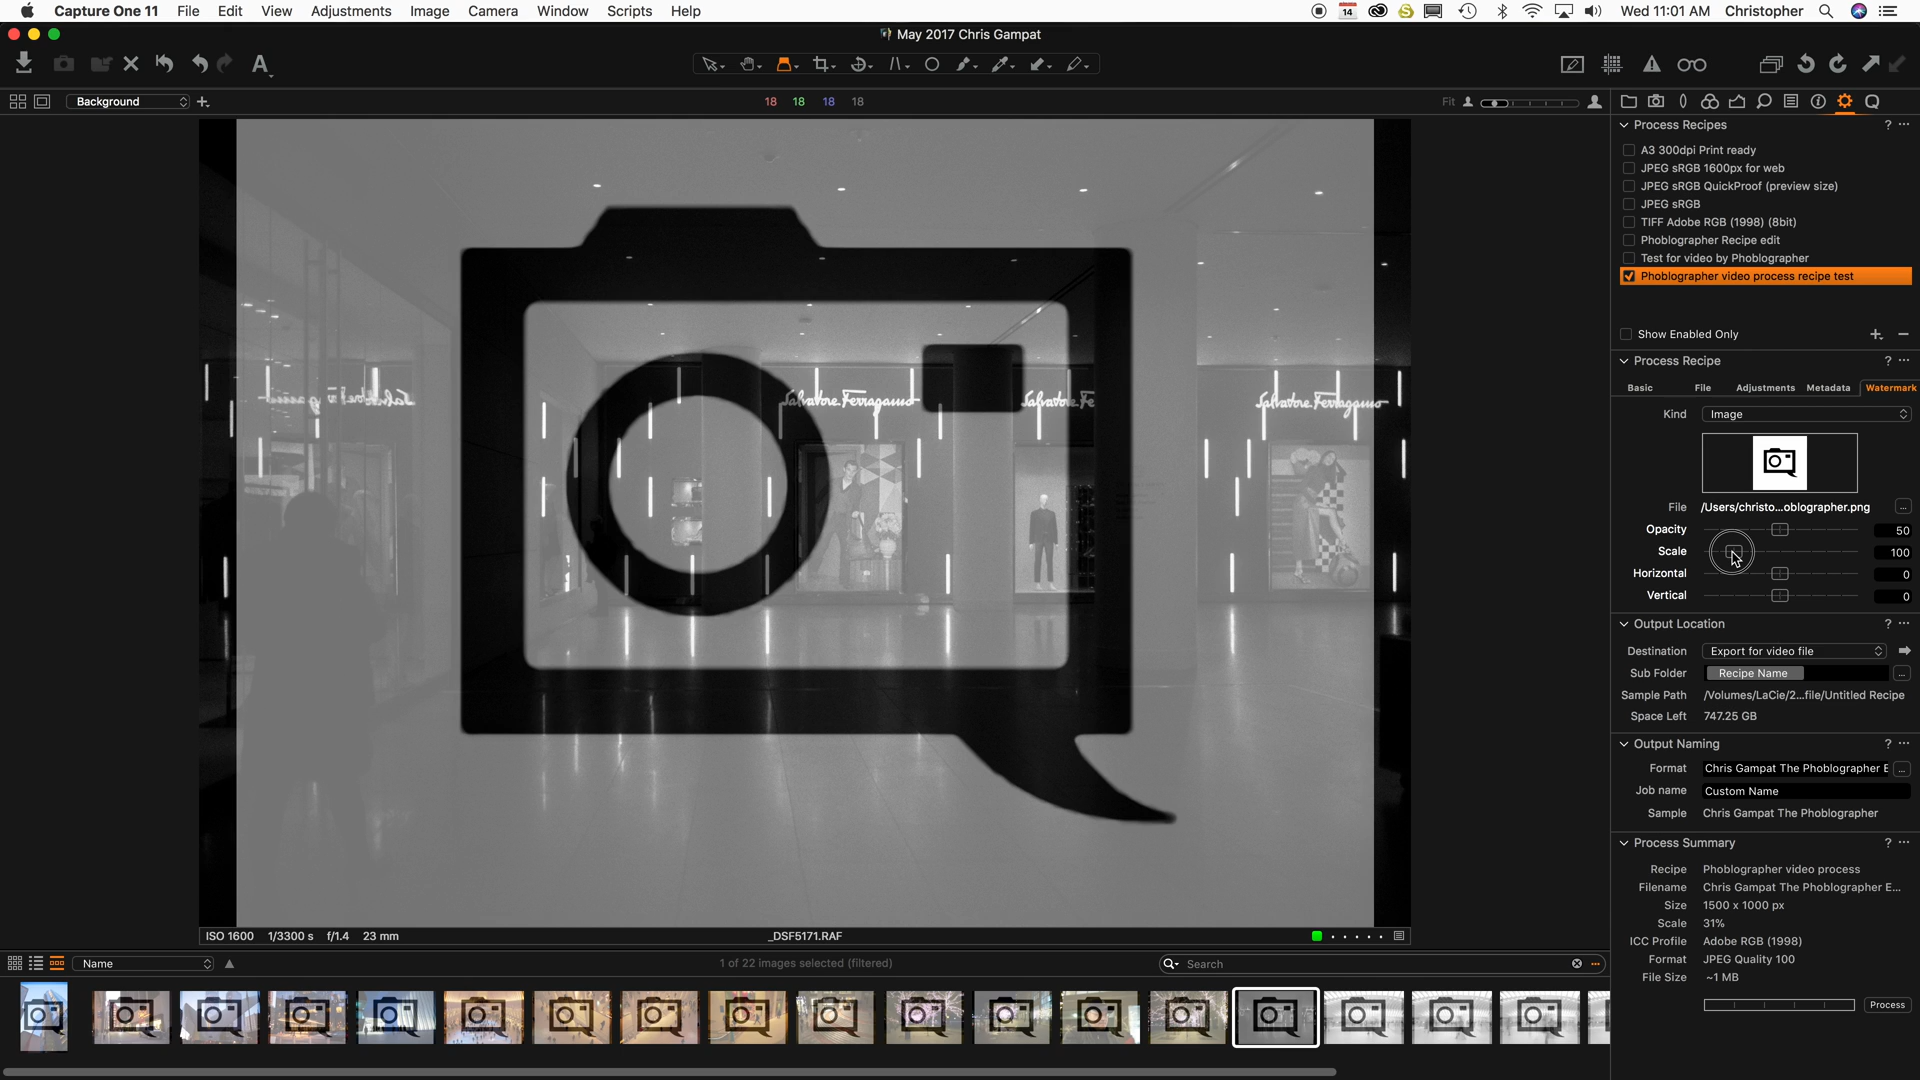 Capture One 11 File Edit View Adjustments Image Camera Window Scripts Help 14 Wed 11:01 AM Christopher
May 2017 Chris Gampat
Background 18 18 18 18 Fit
Process Recipes ?
A3 300dpi Print ready
JPEG sRGB 1600px for web
JPEG sRGB QuickProof (preview size)
JPEG sRGB
TIFF Adobe RGB (1998) (8bit)
Phoblographer Recipe edit
Test for video by Phoblographer
Phoblographer video process recipe test
Show Enabled Only
Process Recipe ?
Basic File Adjustments Metadata Watermark
Kind Image
File /Users/christo...oblographer.png
Opacity 50
Scale 100
Horizontal 0
Vertical 0
Output Location ?
Destination Export for video file
Sub Folder Recipe Name
Sample Path /Volumes/LaCie/2...file/Untitled Recipe
Space Left 747.25 GB
Output Naming ?
Format Chris Gampat The Phoblographer E
Job name Custom Name
Sample Chris Gampat The Phoblographer
Process Summary ?
Recipe Phoblographer video process
Filename Chris Gampat The Phoblographer E...
Size 1500 x 1000 px
Scale 31%
ICC Profile Adobe RGB (1998)
Format JPEG Quality 100
File Size ~1 MB
Process
Salvatore Ferragamo Salvatore Fe Salvatore Ferragamo
ISO 1600 1/3300 s f/1.4 23 mm _DSF5171.RAF
Name 1 of 22 images selected (filtered) Search